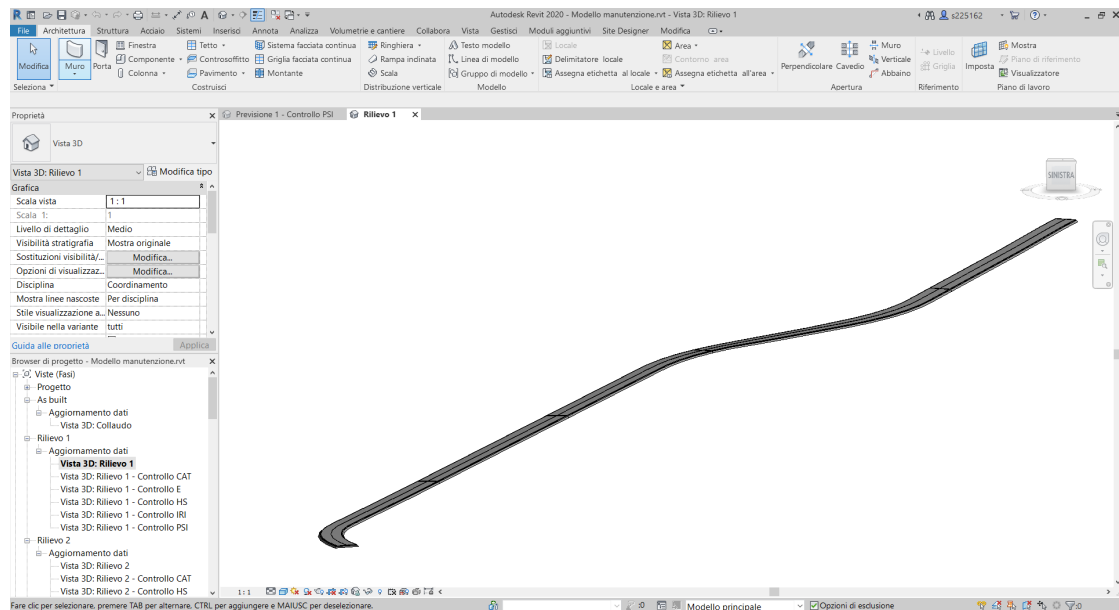 Autodesk Revit 2020 - Modello manutenzione.rvt - Vista 3D: Rilievo 1
s225162
File Architettura Struttura Acciaio Sistemi Inserisci Annota Analizza Volumetrie e cantiere Collabora Vista Gestisci Moduli aggiuntivi Site Designer Modifica
Modifica
Muro
Porta
Finestra
Componente
Colonna
Tetto
Controsoffitto
Pavimento
Sistema facciata continua
Griglia facciata continua
Montante
Ringhiera
Rampa inclinata
Scala
Testo modello
Linea di modello
Gruppo di modello
Locale
Delimitatore locale
Assegna etichetta al locale
Area
Contorno area
Assegna etichetta all'area
Perpendicolare
Cavedio
Muro
Verticale
Abbaino
Livello
Griglia
Imposta
Mostra
Piano di riferimento
Visualizzatore
Seleziona
Costruisci
Distribuzione verticale
Modello
Locale e area
Apertura
Riferimento
Piano di lavoro
Proprietà
Previsione 1 - Controllo PSI
Rilievo 1
Vista 3D
Vista 3D: Rilievo 1
Modifica tipo
Grafica
Scala vista 1 : 1
Scala 1: 1
Livello di dettaglio Medio
Visibilità stratigrafia Mostra originale
Sostituzioni visibilità/... Modifica...
Opzioni di visualizzaz... Modifica...
Disciplina Coordinamento
Mostra linee nascoste Per disciplina
Stile visualizzazione a... Nessuno
Visibile nella variante tutti
Guida alle proprietà Applica
Browser di progetto - Modello manutenzione.rvt
Viste (Fasi)
Progetto
As built
Aggiornamento dati
Vista 3D: Collaudo
Rilievo 1
Aggiornamento dati
Vista 3D: Rilievo 1
Vista 3D: Rilievo 1 - Controllo CAT
Vista 3D: Rilievo 1 - Controllo E
Vista 3D: Rilievo 1 - Controllo HS
Vista 3D: Rilievo 1 - Controllo IRI
Vista 3D: Rilievo 1 - Controllo PSI
Rilievo 2
Aggiornamento dati
Vista 3D: Rilievo 2
Vista 3D: Rilievo 2 - Controllo CAT
Vista 3D: Rilievo 2 - Controllo HS
SINISTRA
1 : 1
Fare clic per selezionare, premere TAB per alternare, CTRL per aggiungere e MAIUSC per deselezionare.
:0
Modello principale
Opzioni di esclusione
:0